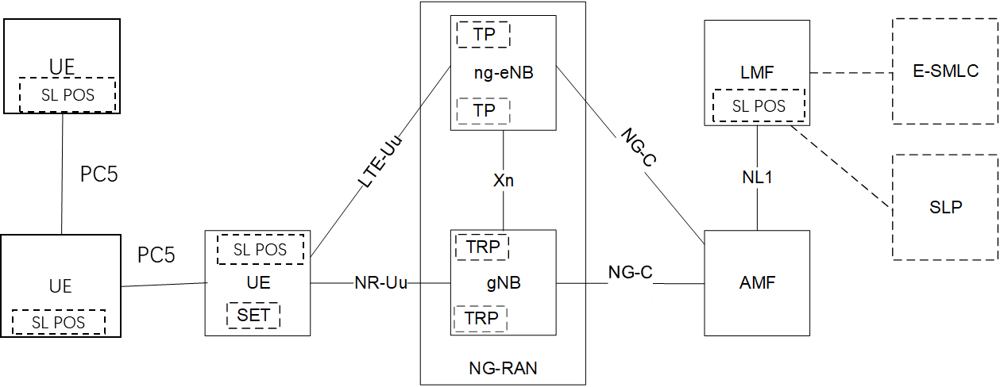 UE
SL POS
PC5
UE
SL POS
PC5
SL POS
UE
SET
LTE-Uu
NR-Uu
TP
ng-eNB
TP
Xn
TRP
gNB
TRP
NG-RAN
NG-C
NG-C
LMF
SL POS
NL1
AMF
E-SMLC
SLP